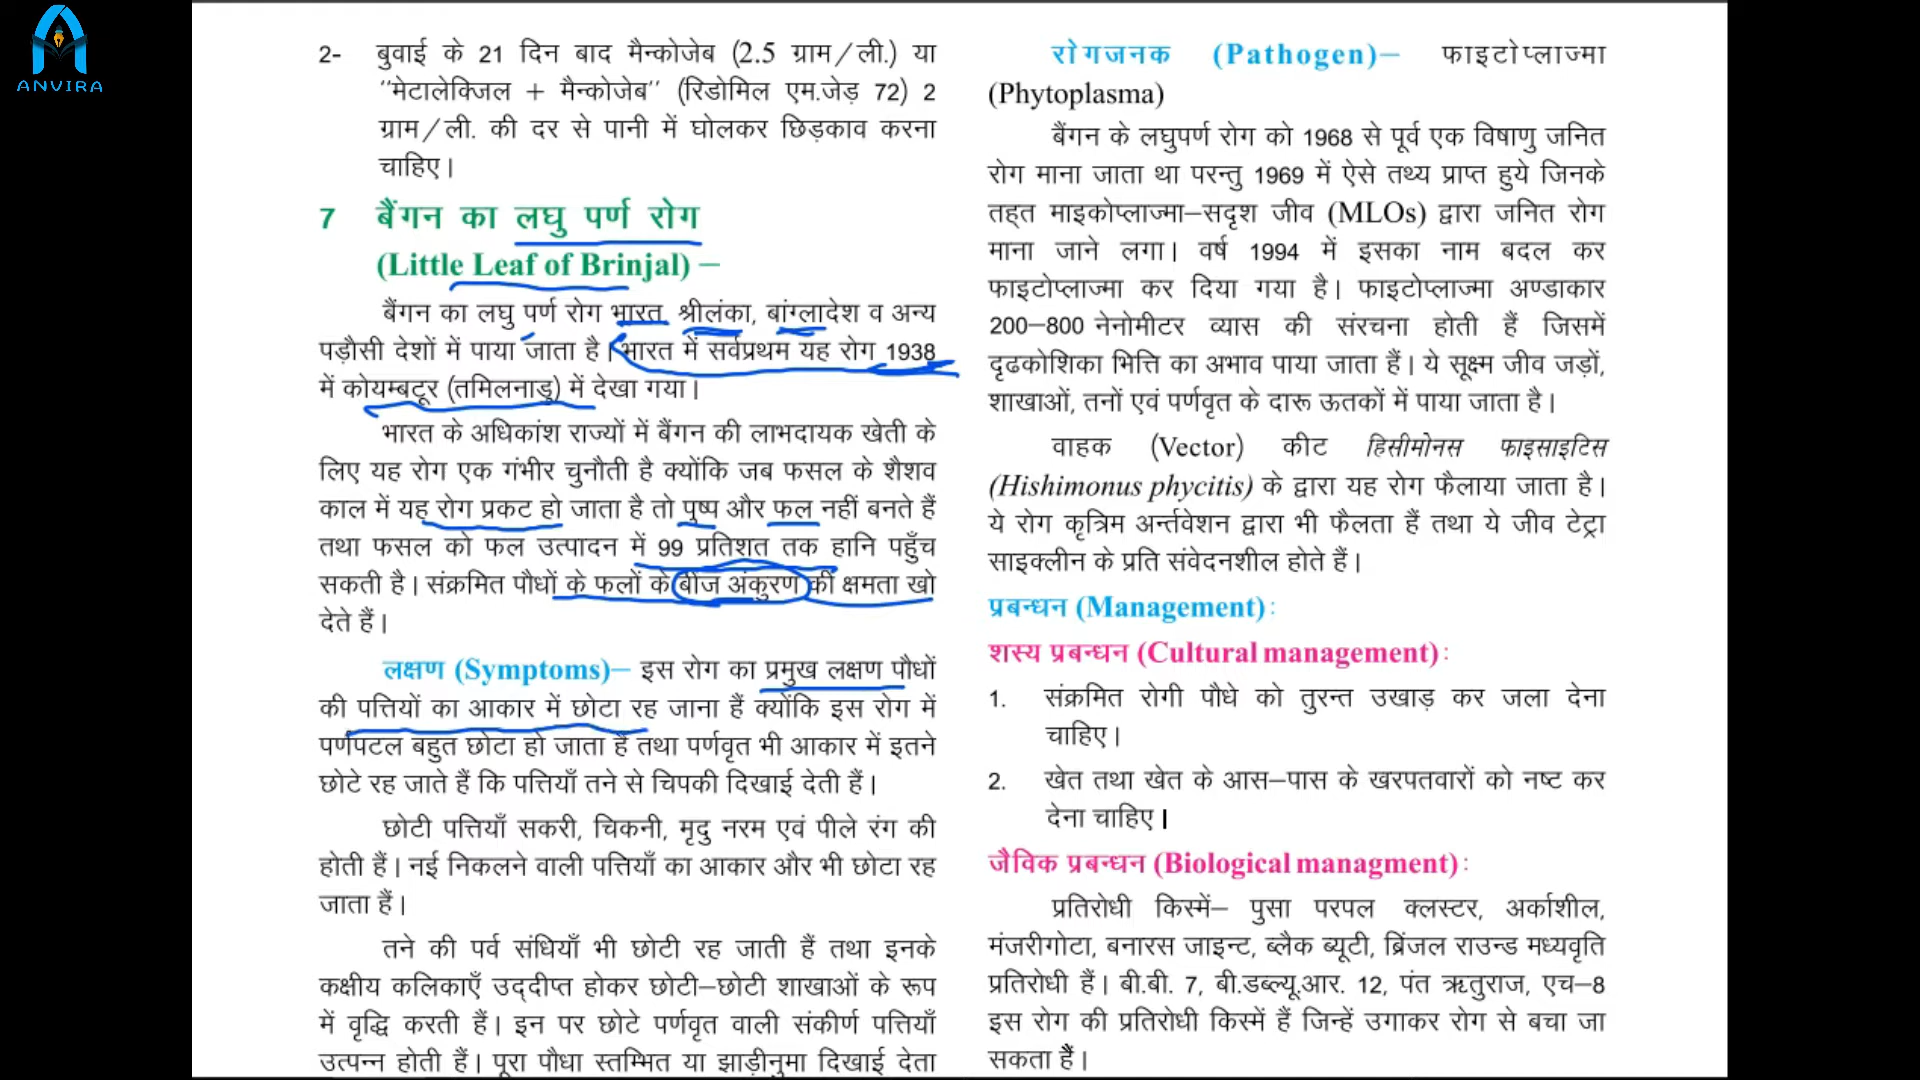 ANVIRA
2- बुवाई के 21 दिन बाद मैन्कोजेब (2.5 ग्राम/ली.) या
"मेटालेक्जिल + मैन्कोजेब" (रिडोमिल एम.जेड़ 72) 2
ग्राम/ली. की दर से पानी में घोलकर छिड़काव करना
चाहिए।
7 बैंगन का लघु पर्ण रोग
(Little Leaf of Brinjal) –
बैंगन का लघु पर्ण रोग भारत, श्रीलंका, बांग्लादेश व अन्य
पड़ौसी देशों में पाया जाता है। भारत में सर्वप्रथम यह रोग 1938
में कोयम्बटूर (तमिलनाडु) में देखा गया।
भारत के अधिकांश राज्यों में बैंगन की लाभदायक खेती के
लिए यह रोग एक गंभीर चुनौती है क्योंकि जब फसल के शैशव
काल में यह रोग प्रकट हो जाता है तो पुष्प और फल नहीं बनते हैं
तथा फसल को फल उत्पादन में 99 प्रतिशत तक हानि पहुँच
सकती है। संक्रमित पौधों के फलों के बीज अंकुरण की क्षमता खो
देते हैं।
लक्षण (Symptoms)– इस रोग का प्रमुख लक्षण पौधों
की पत्तियों का आकार में छोटा रह जाना हैं क्योंकि इस रोग में
पर्णपटल बहुत छोटा हो जाता हैं तथा पर्णवृत भी आकार में इतने
छोटे रह जाते हैं कि पत्तियाँ तने से चिपकी दिखाई देती हैं।
छोटी पत्तियाँ सकरी, चिकनी, मृदु नरम एवं पीले रंग की
होती हैं। नई निकलने वाली पत्तियाँ का आकार और भी छोटा रह
जाता हैं।
तने की पर्व संधियाँ भी छोटी रह जाती हैं तथा इनके
कक्षीय कलिकाएँ उद्दीप्त होकर छोटी–छोटी शाखाओं के रूप
में वृद्धि करती हैं। इन पर छोटे पर्णवृत वाली संकीर्ण पत्तियाँ
उत्पन्न होती हैं। पूरा पौधा स्तम्भित या झाड़ीनुमा दिखाई देता
रोगजनक (Pathogen)– फाइटोप्लाज्मा
(Phytoplasma)
बैंगन के लघुपर्ण रोग को 1968 से पूर्व एक विषाणु जनित
रोग माना जाता था परन्तु 1969 में ऐसे तथ्य प्राप्त हुये जिनके
तह्त माइकोप्लाज्मा–सदृश जीव (MLOs) द्वारा जनित रोग
माना जाने लगा। वर्ष 1994 में इसका नाम बदल कर
फाइटोप्लाज्मा कर दिया गया है। फाइटोप्लाज्मा अण्डाकार
200–800 नेनोमीटर व्यास की संरचना होती हैं जिसमें
दृढकोशिका भित्ति का अभाव पाया जाता हैं। ये सूक्ष्म जीव जड़ों,
शाखाओं, तनों एवं पर्णवृत के दारू ऊतकों में पाया जाता है।
वाहक (Vector) कीट हिसीमोनस फाइसाइटिस
(Hishimonus phycitis) के द्वारा यह रोग फैलाया जाता है।
ये रोग कृत्रिम अर्न्तवेशन द्वारा भी फैलता हैं तथा ये जीव टेट्रा
साइक्लीन के प्रति संवेदनशील होते हैं।
प्रबन्धन (Management):
शस्य प्रबन्धन (Cultural management):
1. संक्रमित रोगी पौधे को तुरन्त उखाड़ कर जला देना
चाहिए।
2. खेत तथा खेत के आस–पास के खरपतवारों को नष्ट कर
देना चाहिए।
जैविक प्रबन्धन (Biological managment):
प्रतिरोधी किस्में– पुसा परपल क्लस्टर, अर्काशील,
मंजरीगोटा, बनारस जाइन्ट, ब्लैक ब्यूटी, ब्रिंजल राउन्ड मध्यवृति
प्रतिरोधी हैं। बी.बी. 7, बी.डब्ल्यू.आर. 12, पंत ऋतुराज, एच–8
इस रोग की प्रतिरोधी किस्में हैं जिन्हें उगाकर रोग से बचा जा
सकता हैं।